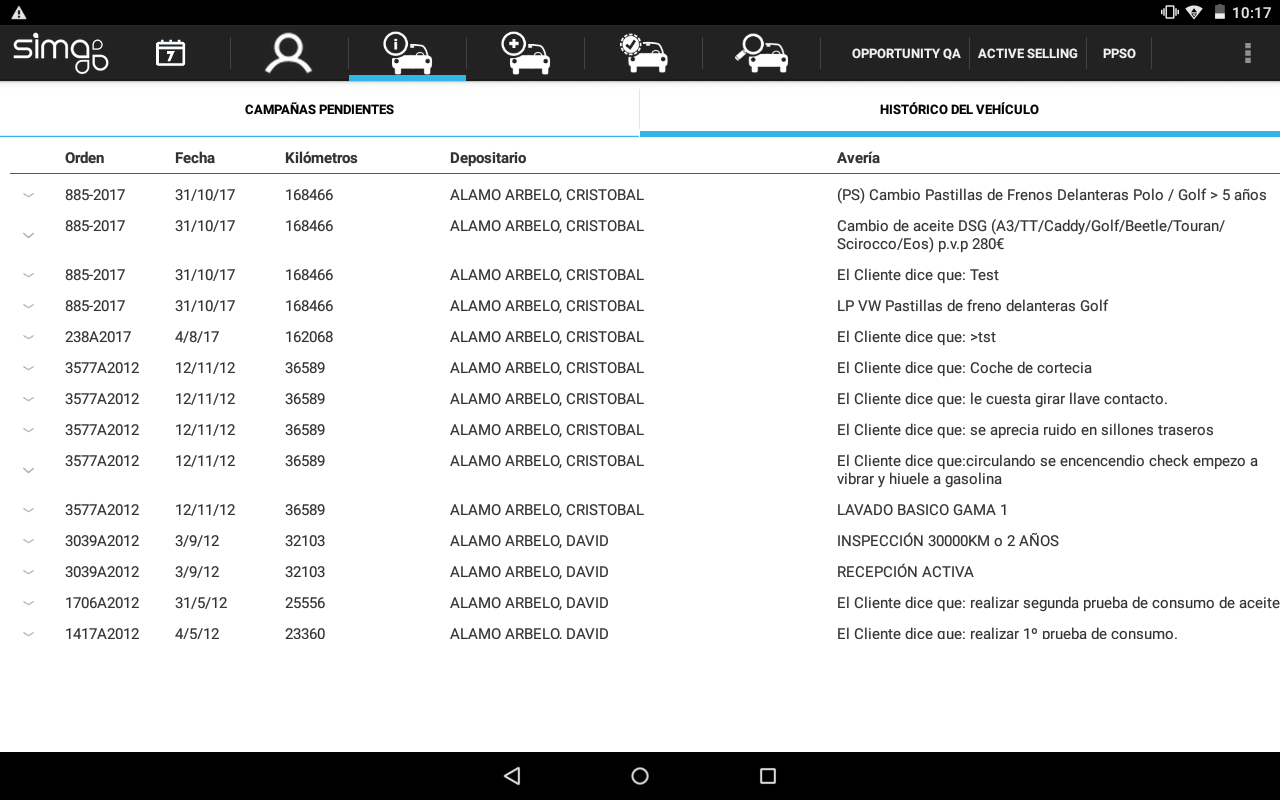 10:17
simg
7
OPPORTUNITY QA ACTIVE SELLING PPSO
CAMPAÑAS PENDIENTES HISTÓRICO DEL VEHÍCULO
Orden Fecha Kilómetros Depositario Avería
885-2017 31/10/17 168466 ALAMO ARBELO, CRISTOBAL (PS) Cambio Pastillas de Frenos Delanteras Polo / Golf > 5 años
885-2017 31/10/17 168466 ALAMO ARBELO, CRISTOBAL Cambio de aceite DSG (A3/TT/Caddy/Golf/Beetle/Touran/
Scirocco/Eos) p.v.p 280€
885-2017 31/10/17 168466 ALAMO ARBELO, CRISTOBAL El Cliente dice que: Test
885-2017 31/10/17 168466 ALAMO ARBELO, CRISTOBAL LP VW Pastillas de freno delanteras Golf
238A2017 4/8/17 162068 ALAMO ARBELO, CRISTOBAL El Cliente dice que: >tst
3577A2012 12/11/12 36589 ALAMO ARBELO, CRISTOBAL El Cliente dice que: Coche de cortecia
3577A2012 12/11/12 36589 ALAMO ARBELO, CRISTOBAL El Cliente dice que: le cuesta girar llave contacto.
3577A2012 12/11/12 36589 ALAMO ARBELO, CRISTOBAL El Cliente dice que: se aprecia ruido en sillones traseros
3577A2012 12/11/12 36589 ALAMO ARBELO, CRISTOBAL El Cliente dice que:circulando se encencendio check empezo a
vibrar y hiuele a gasolina
3577A2012 12/11/12 36589 ALAMO ARBELO, CRISTOBAL LAVADO BASICO GAMA 1
3039A2012 3/9/12 32103 ALAMO ARBELO, DAVID INSPECCIÓN 30000KM o 2 AÑOS
3039A2012 3/9/12 32103 ALAMO ARBELO, DAVID RECEPCIÓN ACTIVA
1706A2012 31/5/12 25556 ALAMO ARBELO, DAVID El Cliente dice que: realizar segunda prueba de consumo de aceite
1417A2012 4/5/12 23360 ALAMO ARBELO, DAVID El Cliente dice que: realizar 1º prueba de consumo.